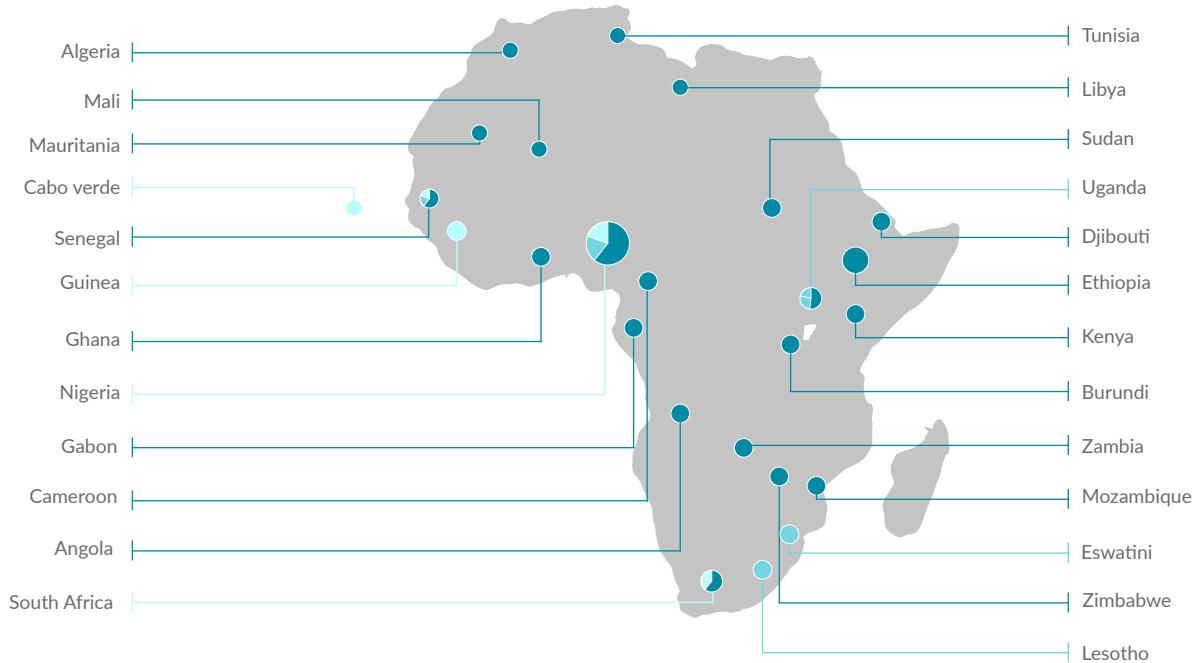 Algeria
Mali
Mauritania
Cabo verde
Senegal
Guinea
Ghana
Nigeria
Gabon
Cameroon
Angola
South Africa
Tunisia
Libya
Sudan
Uganda
Djibouti
Ethiopia
Kenya
Burundi
Zambia
Mozambique
Eswatini
Zimbabwe
Lesotho